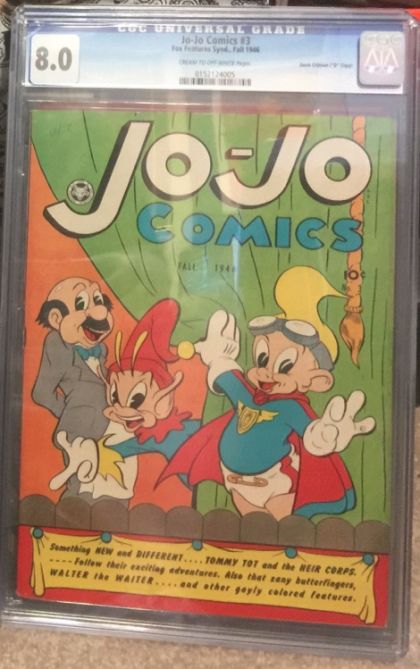 CGC UNIVERSAL GRADE
8.0
Jo-Jo Comics #3
Fox Features Synd., Fall 1946
CREAM TO OFF-WHITE Pages
0152124005
JO-JO
COMICS
FALL 1946
10¢
Something NEW and DIFFERENT.... TOMMY TOT and the HEIR CORPS.
----Follow their exciting adventures. Also that zany butterfingers,
WALTER the WAITER.....and other gayly colored features.